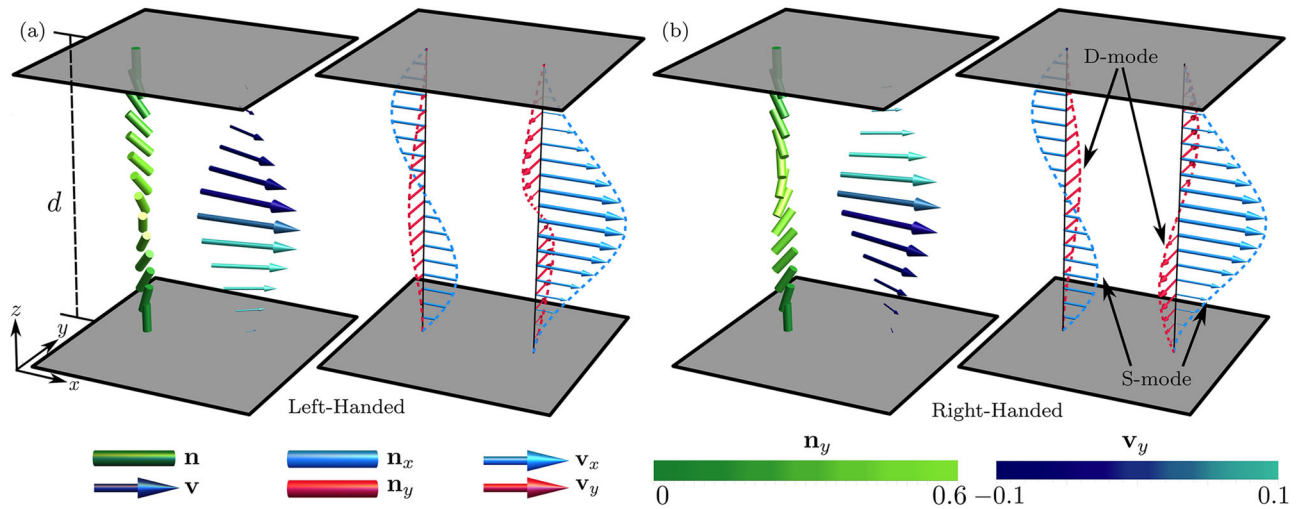 (a)
(b)
D-mode
d
z
y
x
S-mode
Left-Handed
Right-Handed
n
n_x
v_x
v
n_y
v_y
n_y
v_y
0
0.6
−0.1
0.1